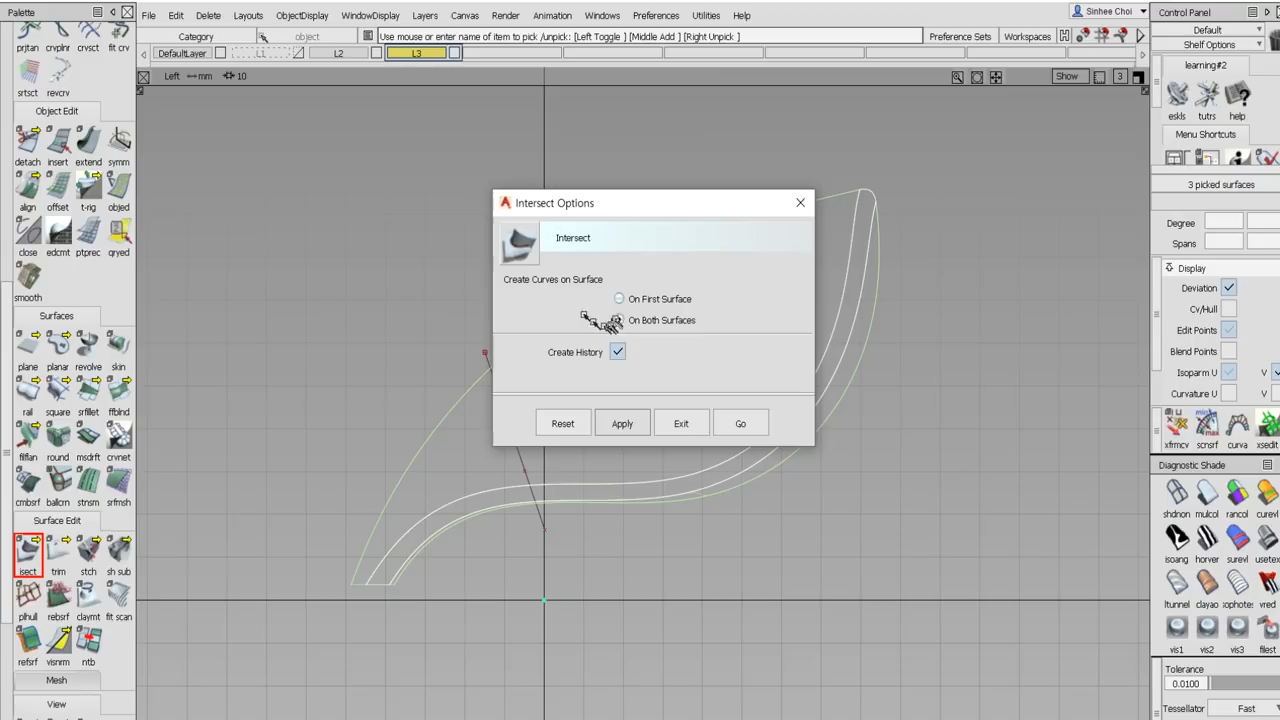 Palette
File Edit Delete Layouts ObjectDisplay WindowDisplay Layers Canvas Render Animation Windows Preferences Utilities Help
Sinhee Choi
Control Panel
Category
object
Use mouse or enter name of item to pick /unpick: [Left Toggle ] [Middle Add ] [Right Unpick ]
Preference Sets
Workspaces
Default
Shelf Options
DefaultLayer
L1
L2
L3
Left
mm
10
Show
3
prjtan crvplnr crvsct fit crv
srtsct revcrv
Object Edit
detach insert extend symm
align offset t-rig objed
close edcmt ptprec qryed
smooth
Surfaces
plane planar revolve skin
rail square srfillet ffblnd
filflan round msdrft crvnet
cmbsrf ballcrn stnsm srfmsh
Surface Edit
isect trim stch sh sub
plhull rebsrf claymt fit scan
refsrf visnrm ntb
Mesh
View
Intersect Options
Intersect
Create Curves on Surface
On First Surface
On Both Surfaces
Create History
Reset Apply Exit Go
learning#2
eskls tutrs help
Menu Shortcuts
3 picked surfaces
Degree
Spans
Display
Deviation
Cv/Hull
Edit Points
Blend Points
Isoparm U V
Curvature U V
xfrmcv scnsrf curva xsedit
Diagnostic Shade
shdnon mulcol rancol curevl
isoang horver surevl usetex
ltunnel clayao sophotes vred
vis1 vis2 vis3 filest
Tolerance
0.0100
Tessellator Fast